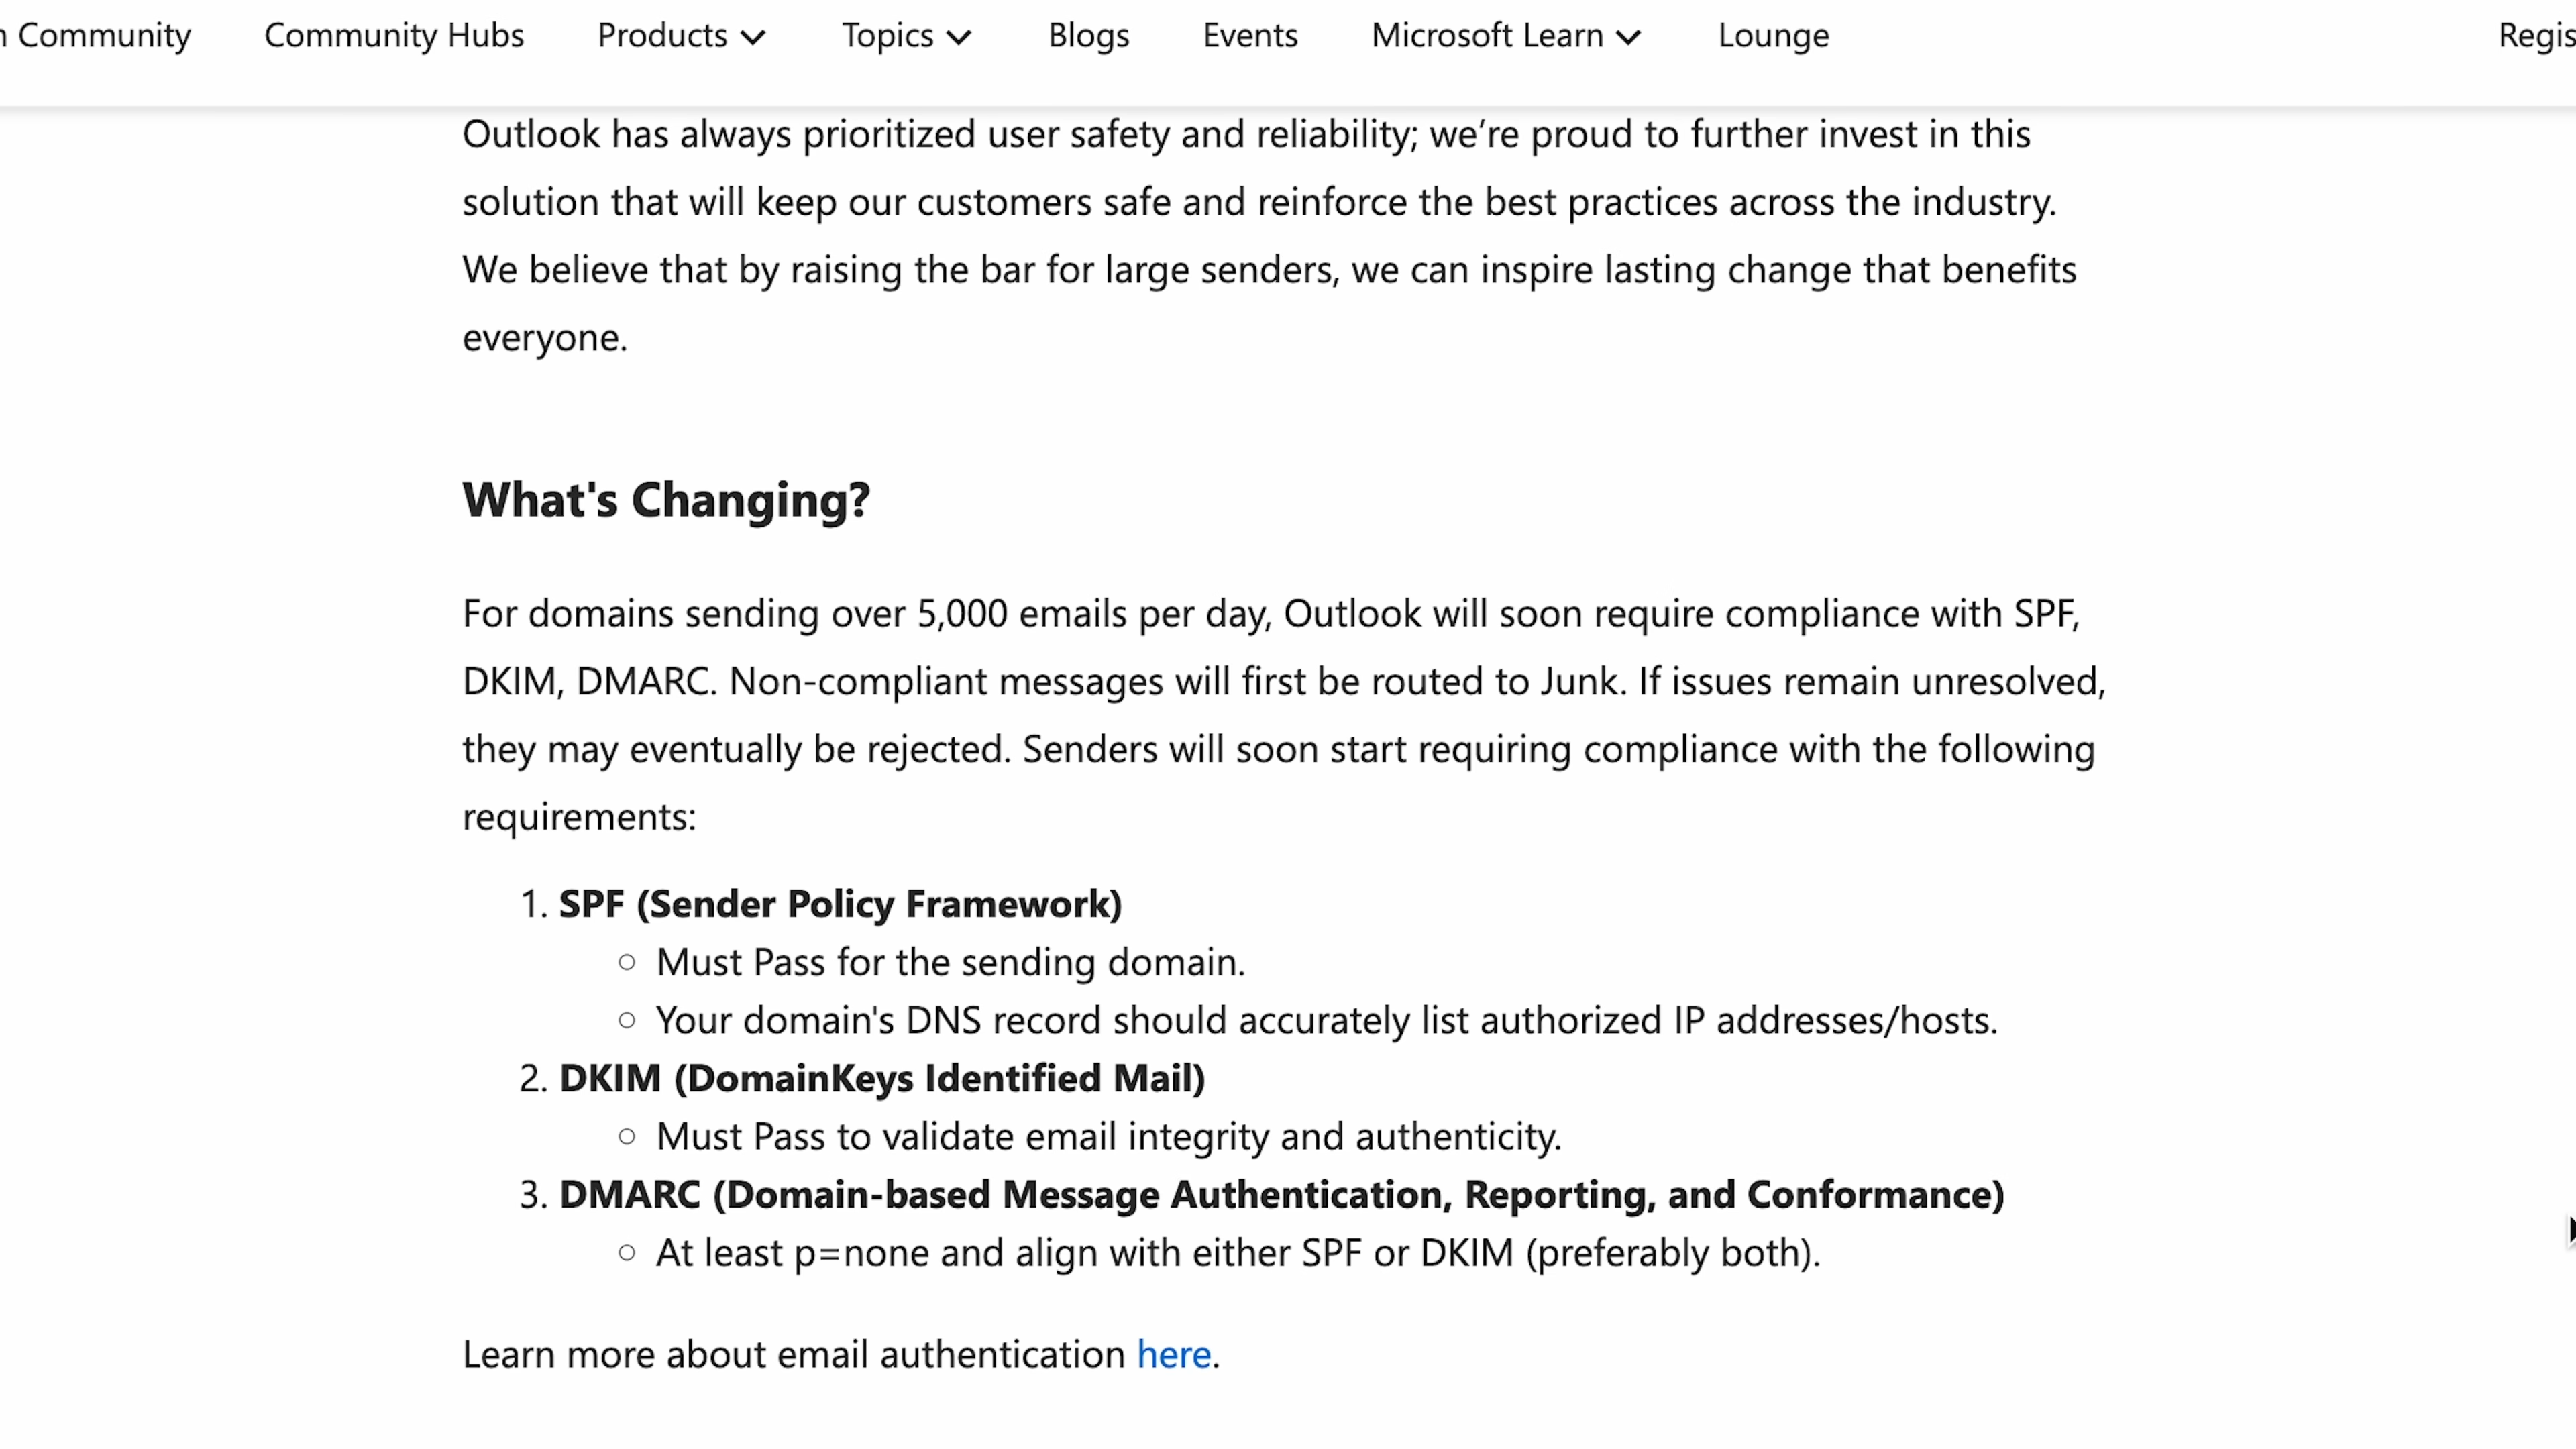 Community Community Hubs Products Topics Blogs Events Microsoft Learn Lounge
Outlook has always prioritized user safety and reliability; we’re proud to further invest in this
solution that will keep our customers safe and reinforce the best practices across the industry.
We believe that by raising the bar for large senders, we can inspire lasting change that benefits
everyone.
What's Changing?
For domains sending over 5,000 emails per day, Outlook will soon require compliance with SPF,
DKIM, DMARC. Non-compliant messages will first be routed to Junk. If issues remain unresolved,
they may eventually be rejected. Senders will soon start requiring compliance with the following
requirements:
1. SPF (Sender Policy Framework)
Must Pass for the sending domain.
Your domain's DNS record should accurately list authorized IP addresses/hosts.
2. DKIM (DomainKeys Identified Mail)
Must Pass to validate email integrity and authenticity.
3. DMARC (Domain-based Message Authentication, Reporting, and Conformance)
At least p=none and align with either SPF or DKIM (preferably both).
Learn more about email authentication here.